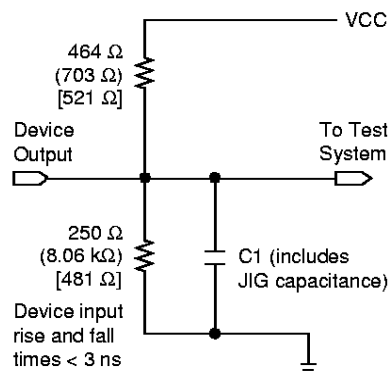 VCC
464 Ω
(703 Ω)
[521 Ω]
Device
Output
To Test
System
250 Ω
(8.06 kΩ)
[481 Ω]
C1 (includes
JIG capacitance)
Device input
rise and fall
times < 3 ns